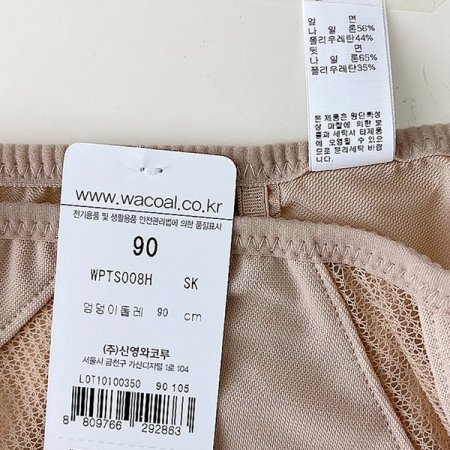 앞 면
나 일 론56%
폴리우레탄44%
뒷 면
나 일 론65%
폴리우레탄35%
본 제품은 원단특성
상 마찰에 의한 보
풀과 세탁시 타제품
에 오염될 수 있으
므로 분리세탁 바랍
니다.
www.wacoal.co.kr
전기용품 및 생활용품 안전관리법에 의한 품질표시
90
WPTS008H SK
엉덩이둘레 90 cm
(주)신영와코루
서울시 금천구 가산디지털 1로 104
LOT10100350 90 105
8 809766 292863